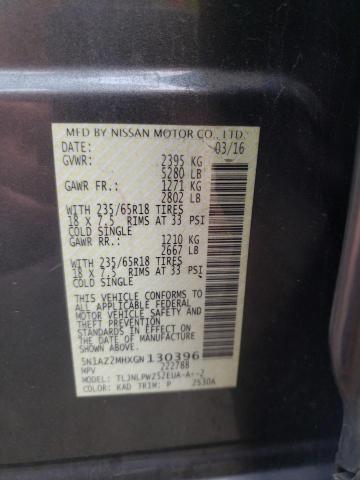 MFD BY NISSAN MOTOR CO., LTD.
DATE: 03/16
GVWR: 2395 KG
5280 LB
GAWR FR.: 1271 KG
2802 LB
WITH 235/65R18 TIRES
18 X 7.5 RIMS AT 33 PSI
COLD SINGLE
GAWR RR.: 1210 KG
2667 LB
WITH 235/65R18 TIRES
18 X 7.5 RIMS AT 33 PSI
COLD SINGLE
THIS VEHICLE CONFORMS
TO ALL APPLICABLE FEDERAL
MOTOR VEHICLE SAFETY
AND THEFT PREVENTION
STANDARDS IN EFFECT
ON THE DATE OF
MANUFACTURE SHOWN ABOVE.
5N1AZ2MHXGN130396
MPV 222788
MODEL:
COLOR: KAD TRIM: P 2530A